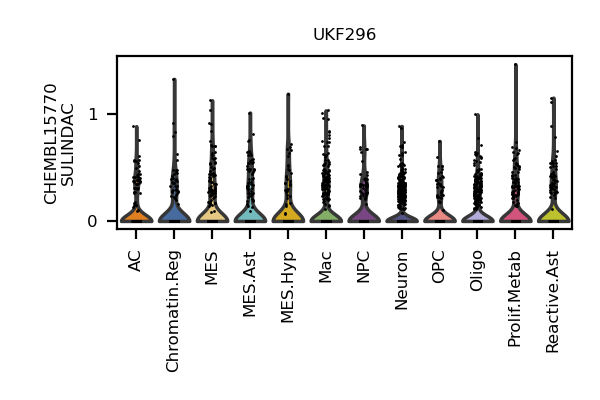 UKF296
CHEMBL15770
SULINDAC
1
0
AC
Chromatin.Reg
MES
MES.Ast
MES.Hyp
Mac
NPC
Neuron
OPC
Oligo
Prolif.Metab
Reactive.Ast